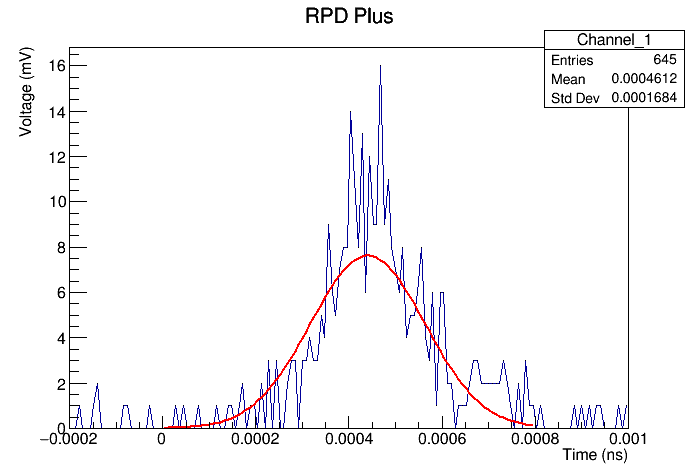 RPD Plus
Channel_1
Entries 645
Mean 0.0004612
Std Dev 0.0001684
Voltage (mV)
16
14
12
10
8
6
4
2
0
−0.0002 0 0.0002 0.0004 0.0006 0.0008 0.001
Time (ns)